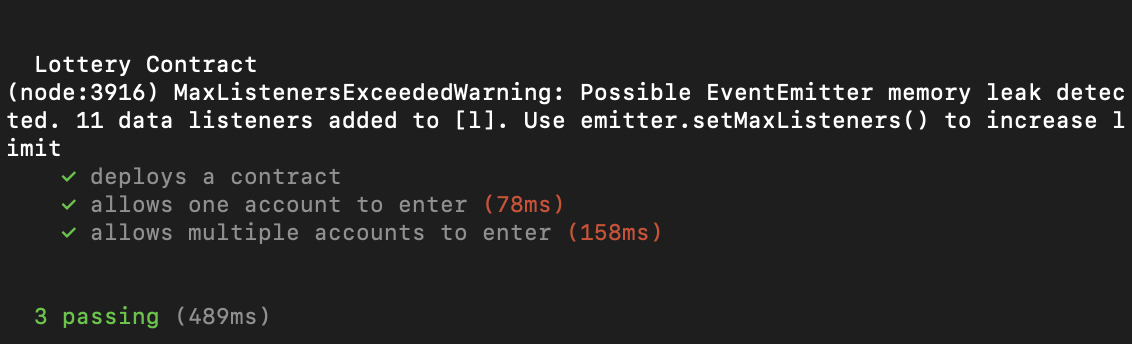 Lottery Contract
(node:3916) MaxListenersExceededWarning: Possible EventEmitter memory leak detec
ted. 11 data listeners added to [l]. Use emitter.setMaxListeners() to increase l
imit
✓ deploys a contract
✓ allows one account to enter (78ms)
✓ allows multiple accounts to enter (158ms)
3 passing (489ms)